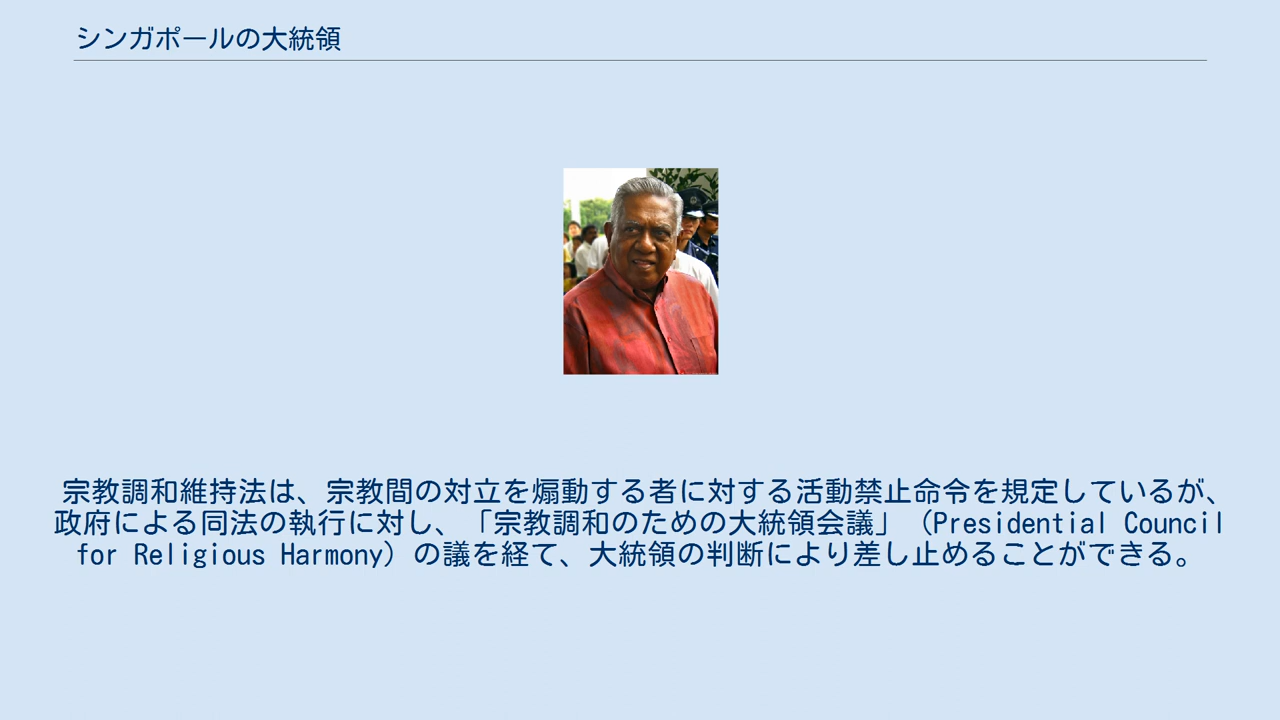 シンガポールの大統領
宗教調和維持法は、宗教間の対立を煽動する者に対する活動禁止命令を規定しているが、
政府による同法の執行に対し、「宗教調和のための大統領会議」（Presidential Council
for Religious Harmony）の議を経て、大統領の判断により差し止めることができる。